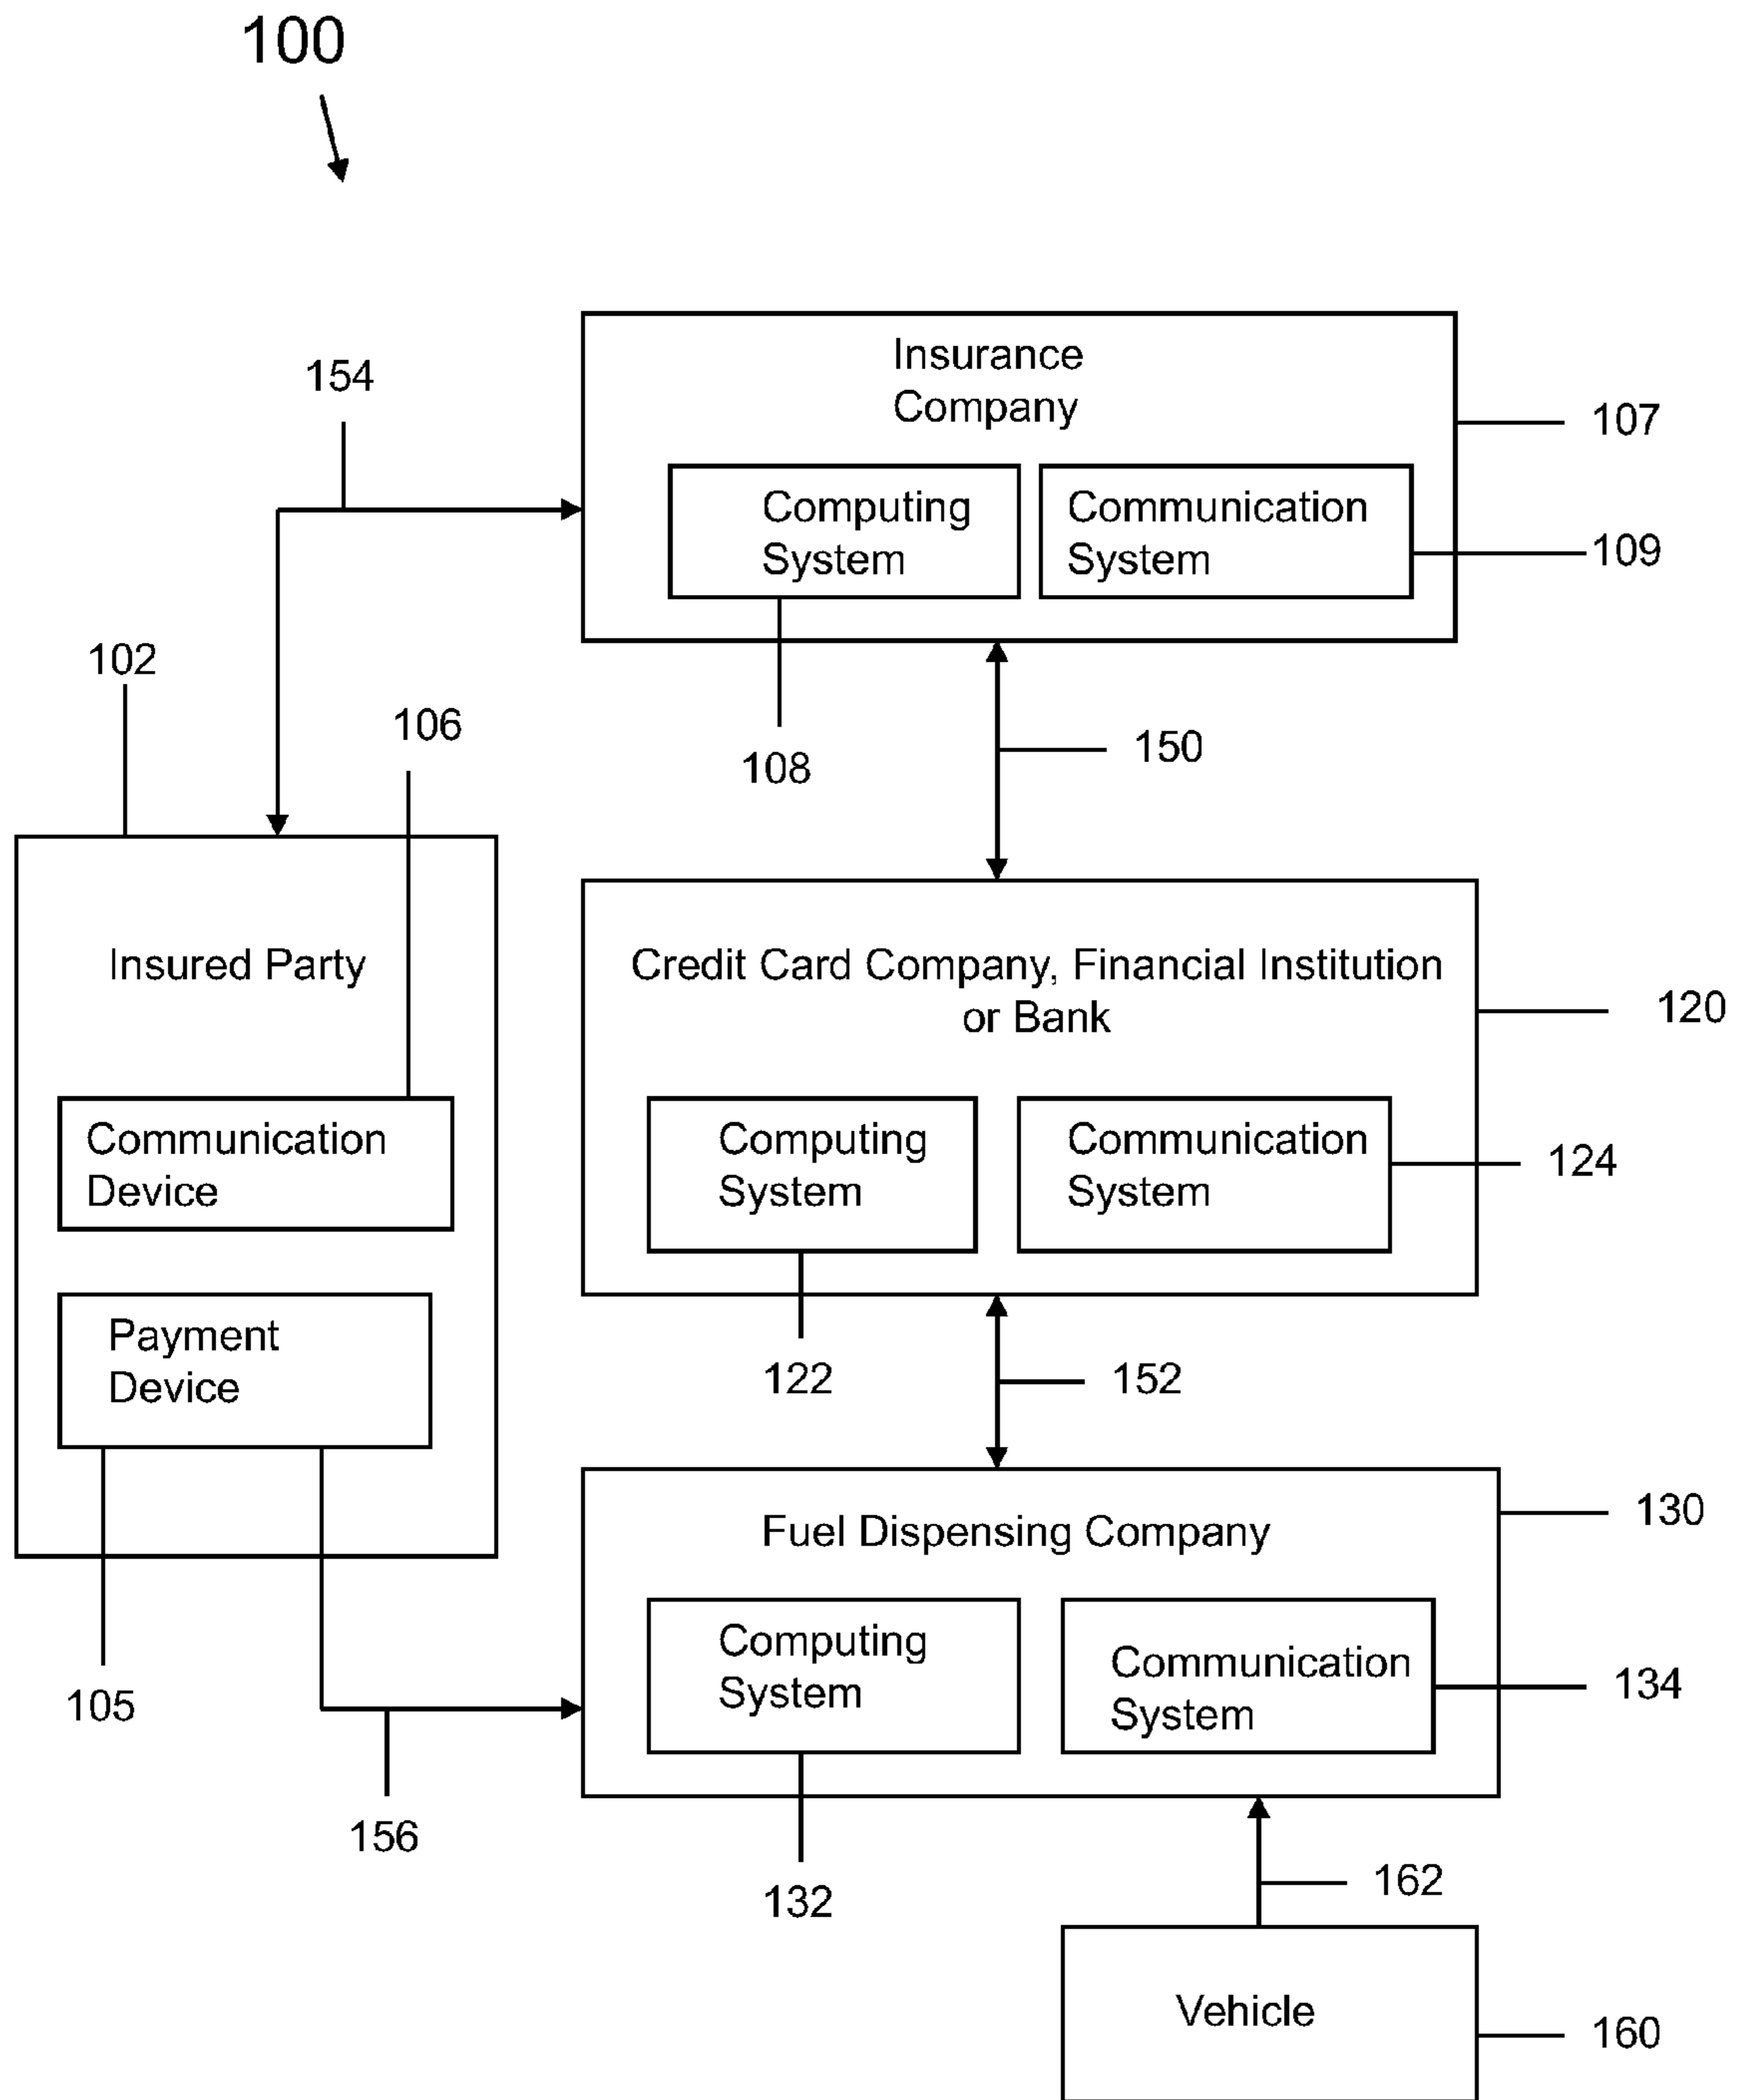 100
154
Insurance
Company
107
Computing
System
Communication
System
109
102
106
108
150
Insured Party
Credit Card Company, Financial Institution
or Bank
120
Communication
Device
Computing
System
Communication
System
124
Payment
Device
122
152
Fuel Dispensing Company
130
Computing
System
Communication
System
134
105
156
132
162
Vehicle
160